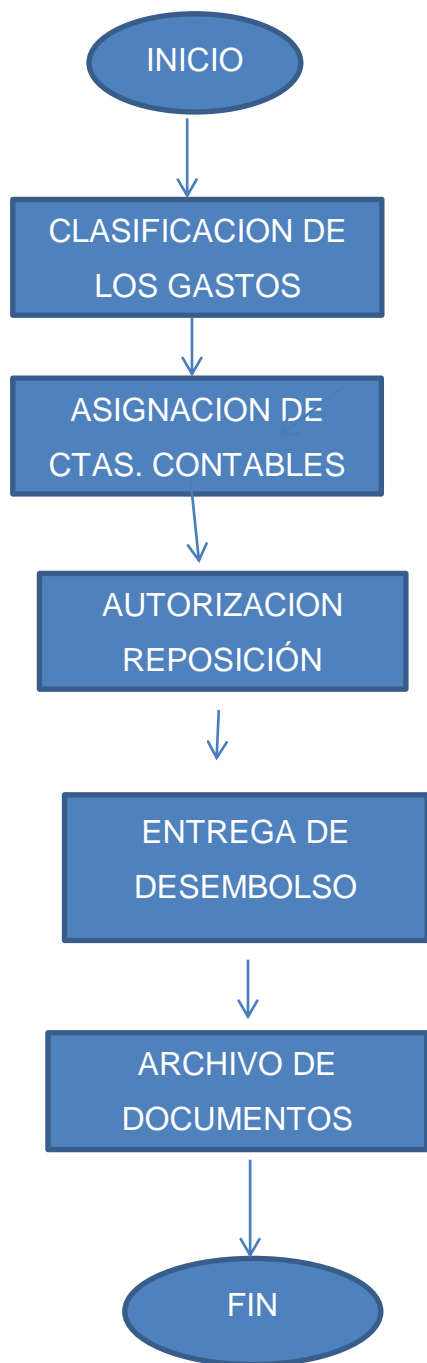 INICIO
CLASIFICACION DE
LOS GASTOS
ASIGNACION DE
CTAS. CONTABLES
AUTORIZACION
REPOSICIÓN
ENTREGA DE
DESEMBOLSO
ARCHIVO DE
DOCUMENTOS
FIN